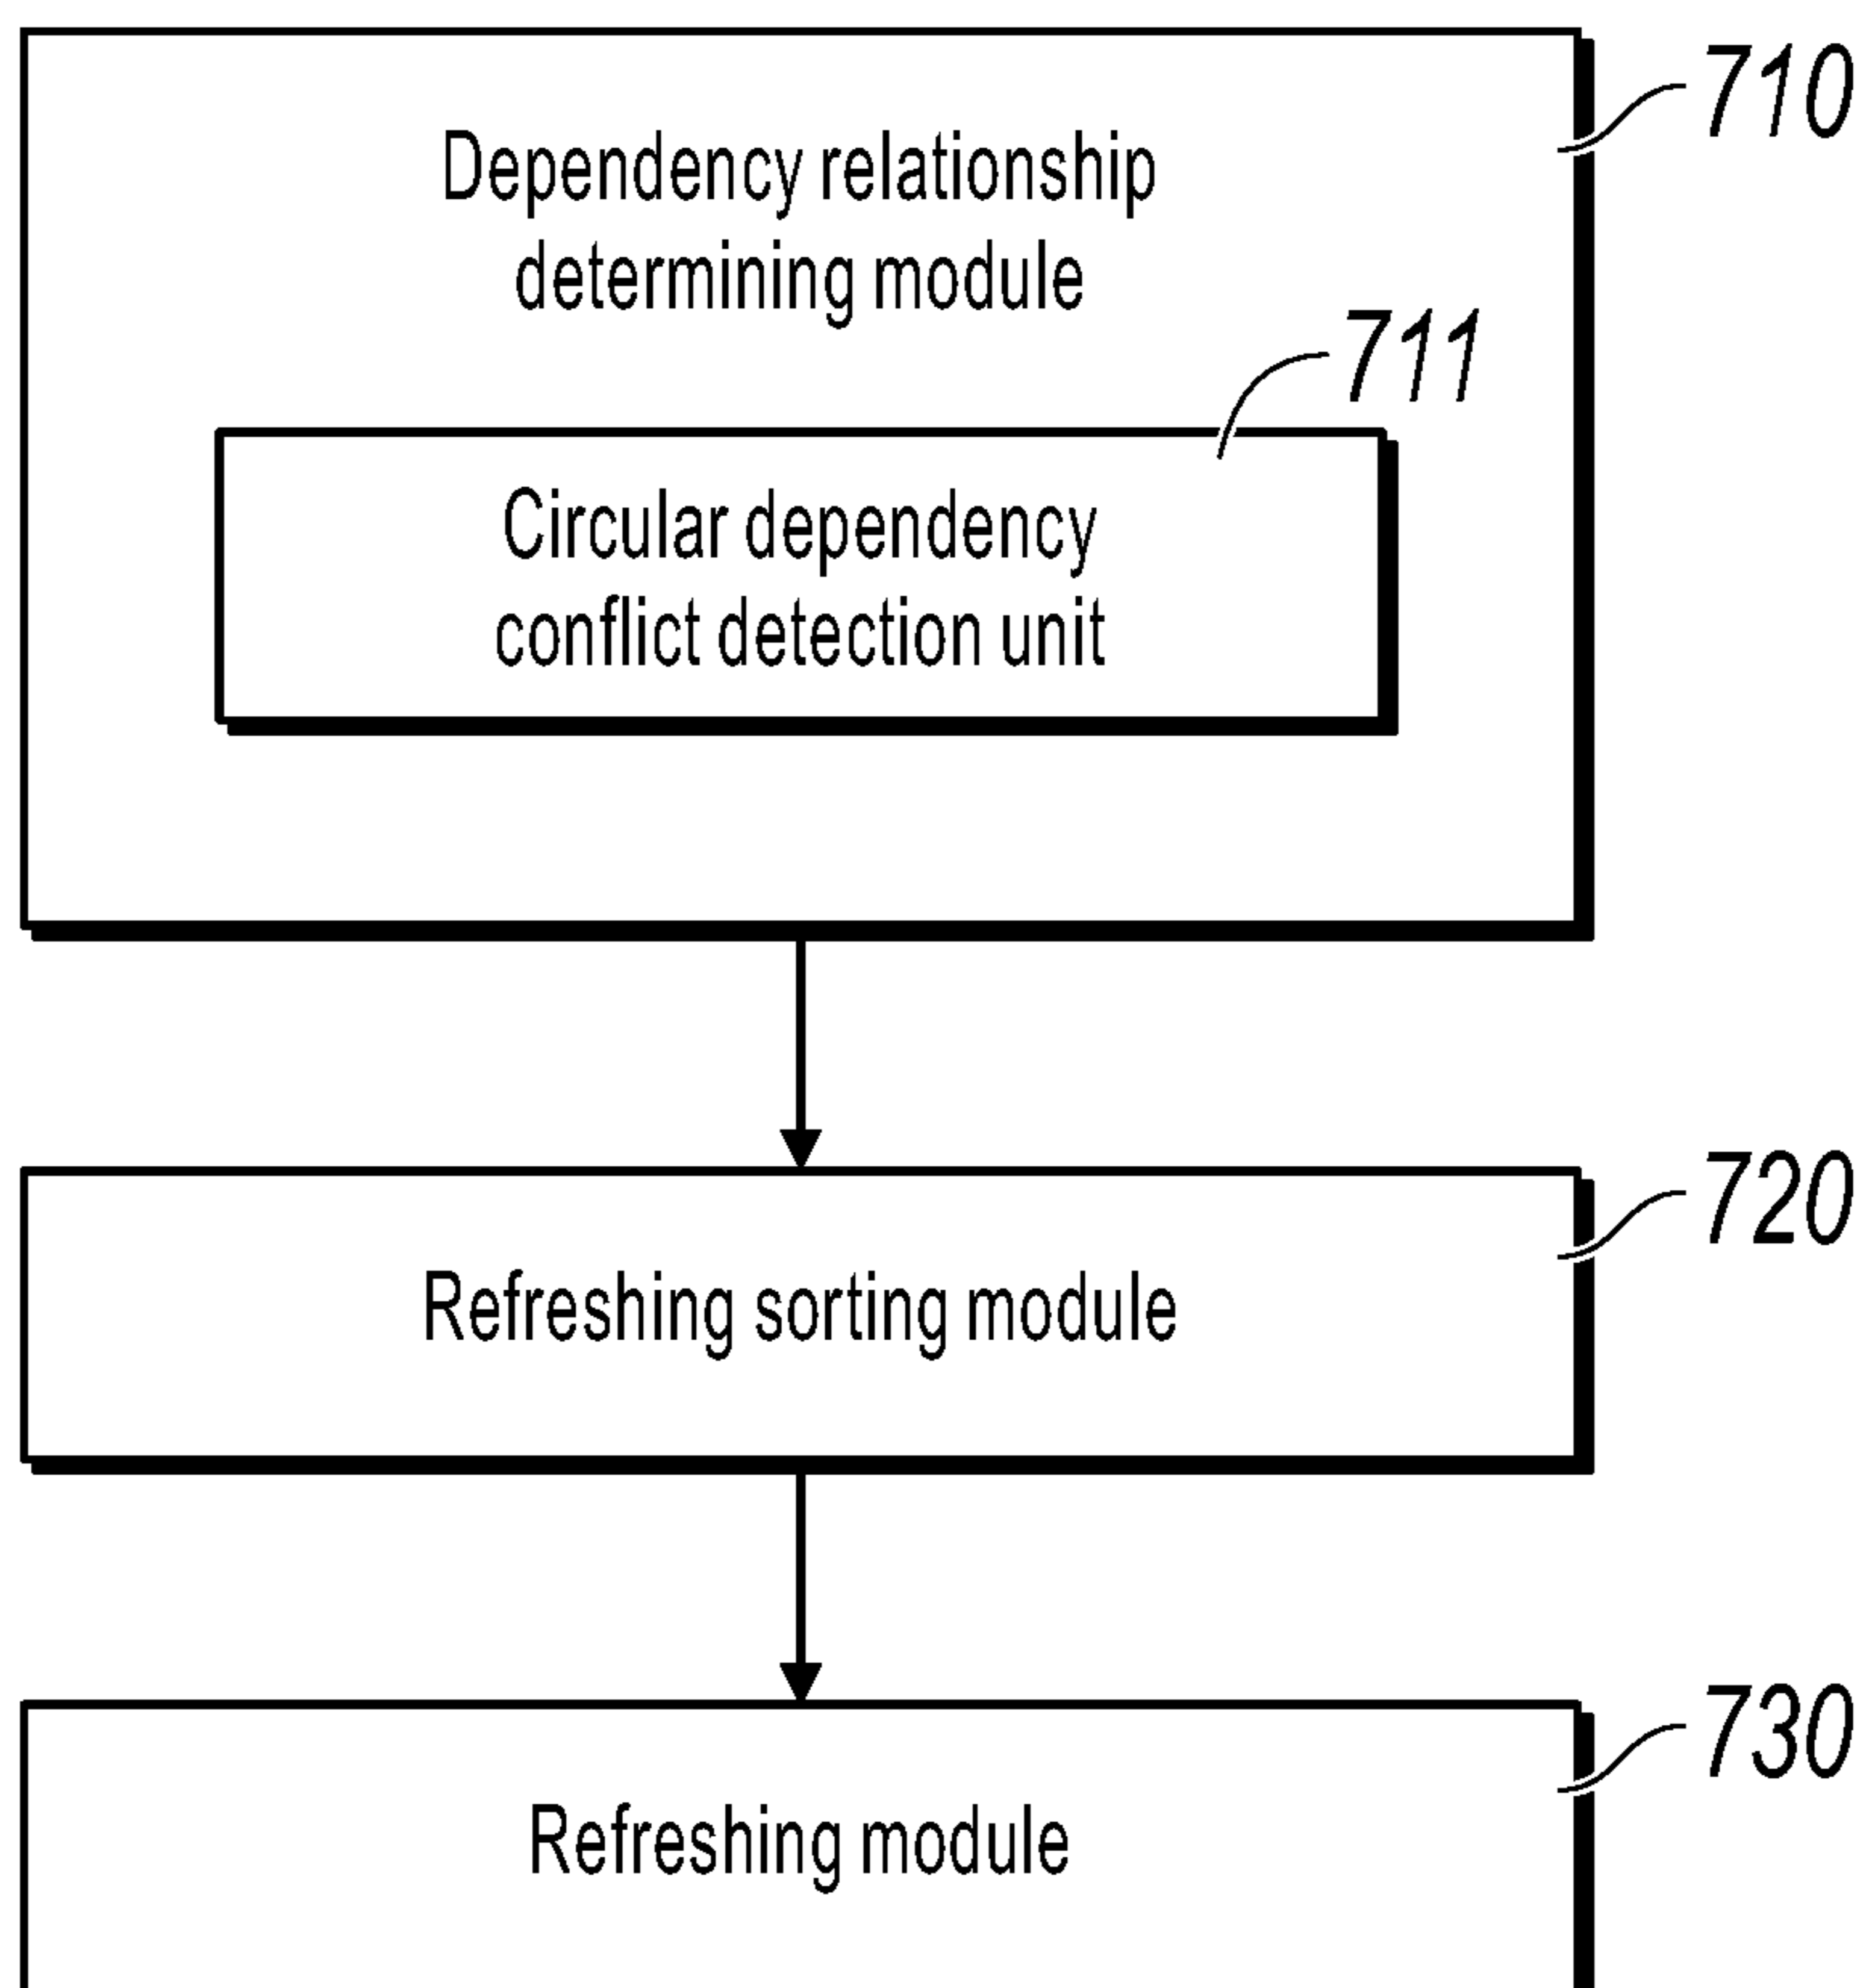 710
Dependency relationship
determining module
711
Circular dependency
conflict detection unit
720
Refreshing sorting module
730
Refreshing module